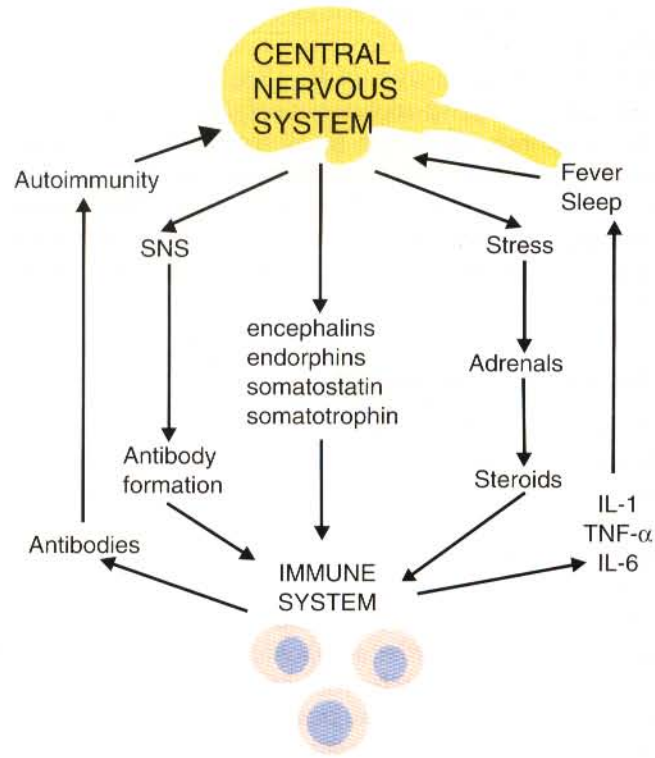 CENTRAL
NERVOUS
SYSTEM
Autoimmunity
Fever
Sleep
SNS
Stress
encephalins
endorphins
somatostatin
somatotrophin
Adrenals
Antibody
formation
Steroids
IL-1
TNF-α
IL-6
Antibodies
IMMUNE
SYSTEM